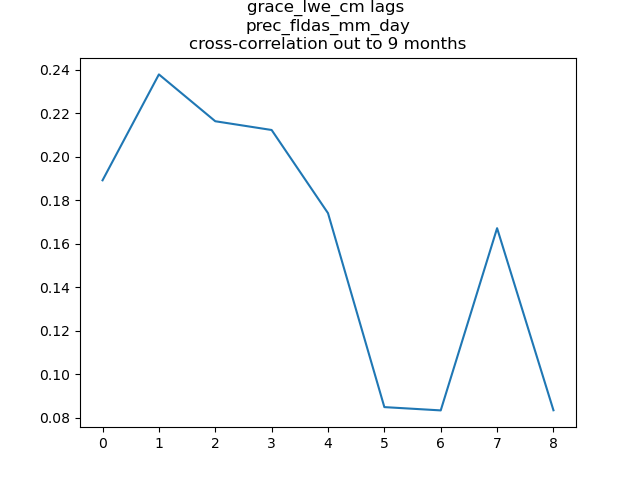 grace_lwe_cm lags
prec_fldas_mm_day
cross-correlation out to 9 months
0.24
0.22
0.20
0.18
0.16
0.14
0.12
0.10
0.08
0 1 2 3 4 5 6 7 8